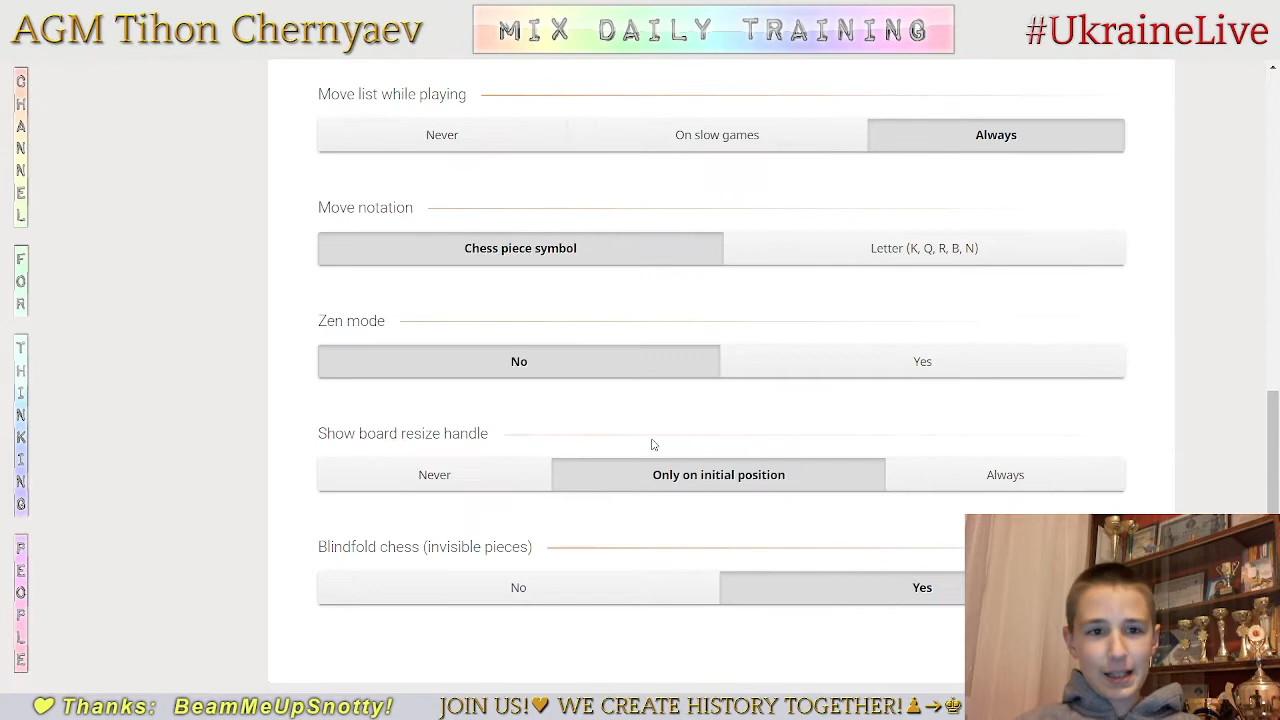 AGM Tihon Chernyaev
MIX DAILY TRAINING
#UkraineLive
CHANNEL
FOR
THINKING
PEOPLE
Move list while playing
Never
On slow games
Always
Move notation
Chess piece symbol
Letter (K, Q, R, B, N)
Zen mode
No
Yes
Show board resize handle
Never
Only on initial position
Always
Blindfold chess (invisible pieces)
No
Yes
Thanks: BeamMeUpSnotty!
JOIN US!♥ WE CREATE HISTORY TOGETHER!♟→♚